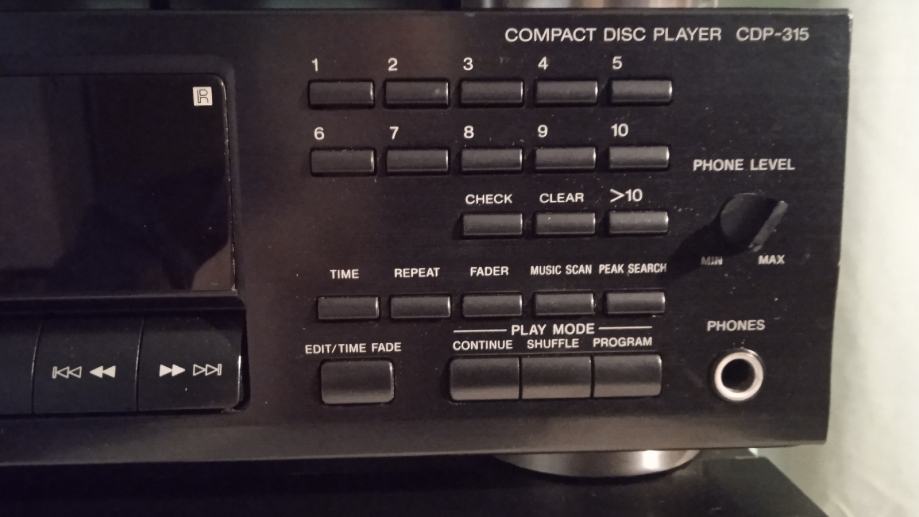 COMPACT DISC PLAYER CDP-315
1 2 3 4 5
6 7 8 9 10
PHONE LEVEL
CHECK CLEAR >10
MIN MAX
TIME REPEAT FADER MUSIC SCAN PEAK SEARCH
PHONES
PLAY MODE
EDIT/TIME FADE CONTINUE SHUFFLE PROGRAM